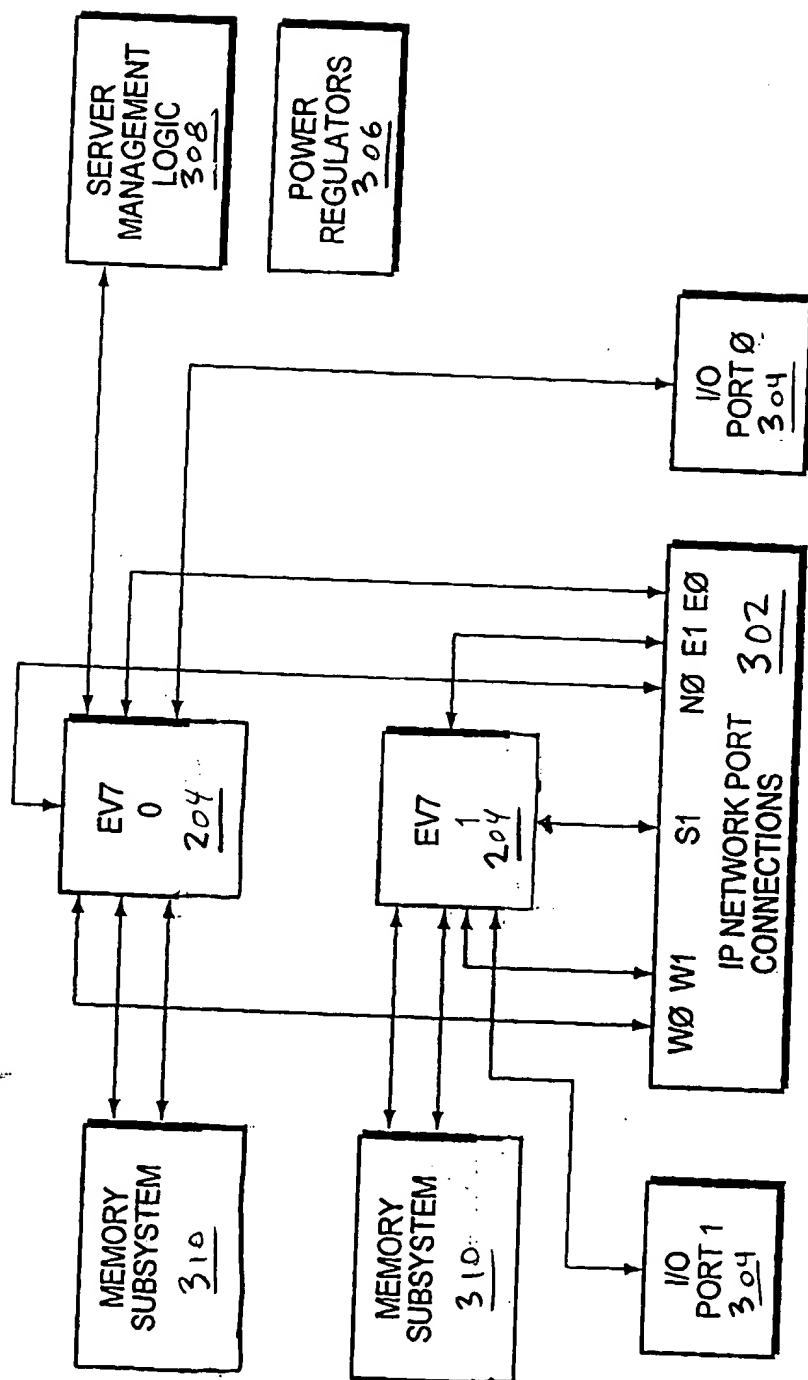 MEMORY
SUBSYSTEM
310
EV7
0
204
SERVER
MANAGEMENT
LOGIC
308
POWER
REGULATORS
306
MEMORY
SUBSYSTEM
310
EV7
1
204
I/O
PORT 1
304
WØ W1 S1 NØ E1 EØ
IP NETWORK PORT
CONNECTIONS
302
I/O
PORT Ø
304